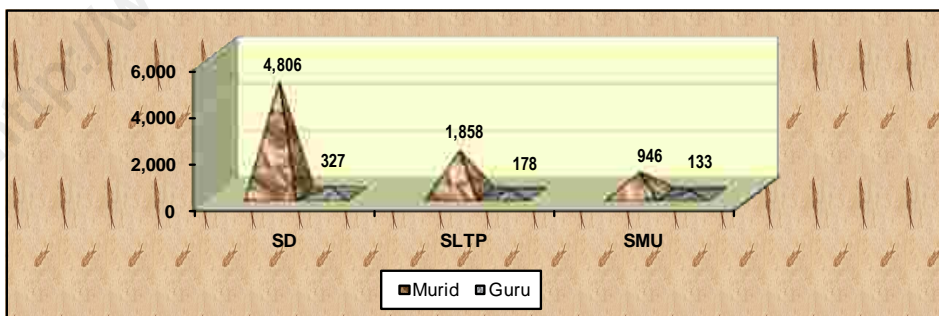 6,000
4,000
2,000
0
4,806
327
1,858
178
946
133
SD
SLTP
SMU
Murid
Guru